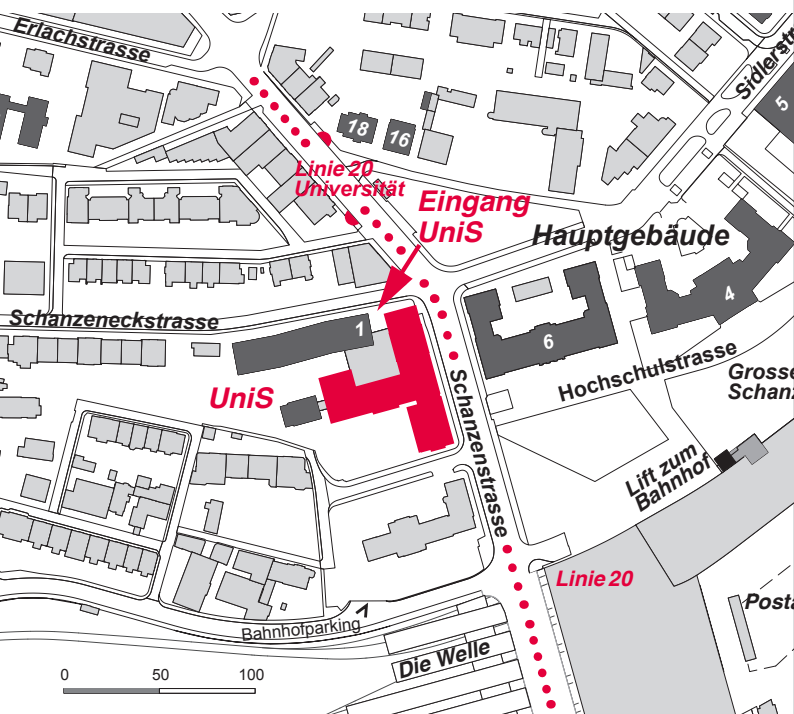 Erlachstrasse
Sidlerstr
5
18
16
Linie 20
Universität
Eingang
UniS
Hauptgebäude
4
Schanzeneckstrasse
1
6
Hochschulstrasse
Grosse
Schanz
UniS
Schanzenstrasse
Lift zum
Bahnhof
Linie 20
Posta
Bahnhofparking
Die Welle
0 50 100